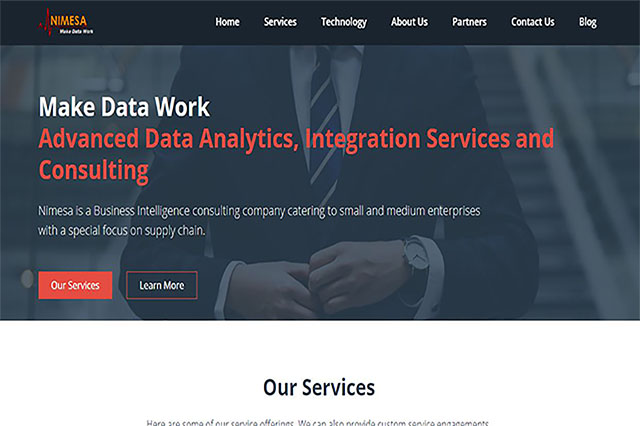 NIMESA
Make Data Work
Home Services Technology About Us Partners Contact Us Blog
Make Data Work
Advanced Data Analytics, Integration Services and
Consulting
Nimesa is a Business Intelligence consulting company catering to small and medium enterprises
with a special focus on supply chain.
Our Services Learn More
Our Services
Here are some of our service offerings. We can also provide custom service engagements